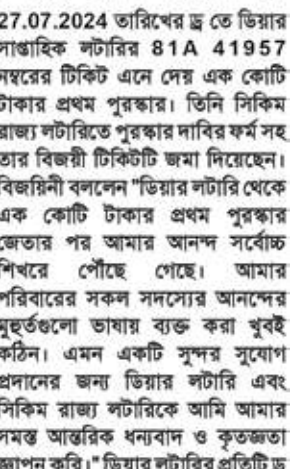 27.07.2024 তারিখের ড্র তে ডিয়ার
সাপ্তাহিক লটারির 81A 41957
নম্বরের টিকিট এনে দেয় এক কোটি
টাকার প্রথম পুরস্কার। তিনি সিকিম
রাজ্য লটারিতে পুরস্কার দাবির ফর্ম সহ
তার বিজয়ী টিকিটটি জমা দিয়েছেন।
বিজয়িনী বললেন "ডিয়ার লটারি থেকে
এক কোটি টাকার প্রথম পুরস্কার
জেতার পর আমার আনন্দ সর্বোচ্চ
শিখরে পৌঁছে গেছে। আমার
পরিবারের সকল সদস্যের আনন্দের
মুহূর্তগুলো ভাষায় ব্যক্ত করা খুবই
কঠিন। এমন একটি সুন্দর সুযোগ
প্রদানের জন্য ডিয়ার লটারি এবং
সিকিম রাজ্য লটারিকে আমি আমার
সমস্ত আন্তরিক ধন্যবাদ ও কৃতজ্ঞতা
জ্ঞাপন করি।" ডিয়ার লটারির প্রতিটি ড্র